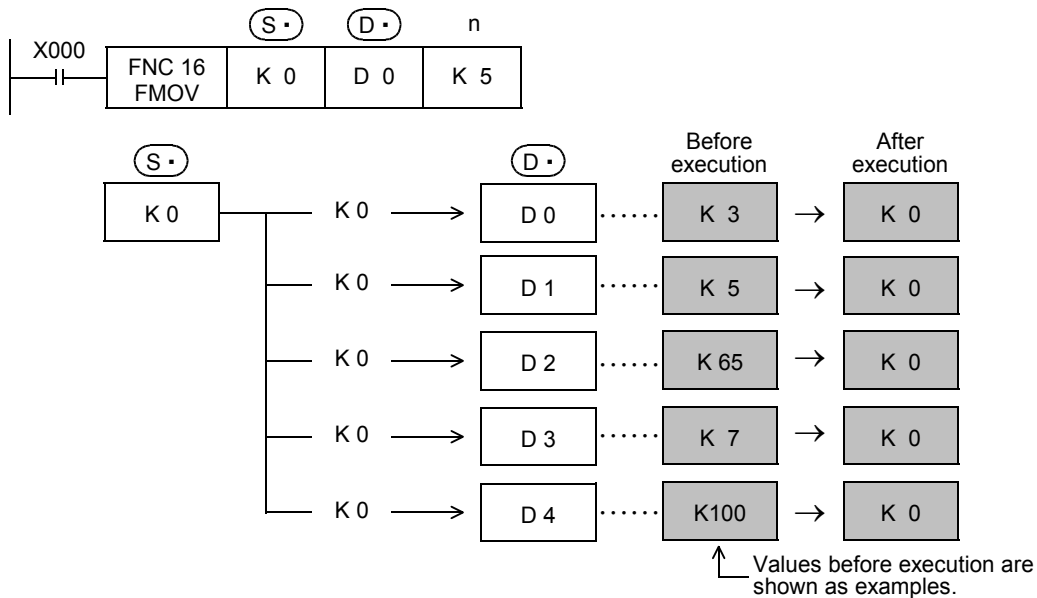 S· D· n
X000
FNC 16 FMOV K 0 D 0 K 5
S· D· Before execution After execution
K 0 K 0 D 0 ...... K 3 → K 0
K 0 D 1 ...... K 5 → K 0
K 0 D 2 ...... K 65 → K 0
K 0 D 3 ...... K 7 → K 0
K 0 D 4 ...... K100 → K 0
Values before execution are
shown as examples.